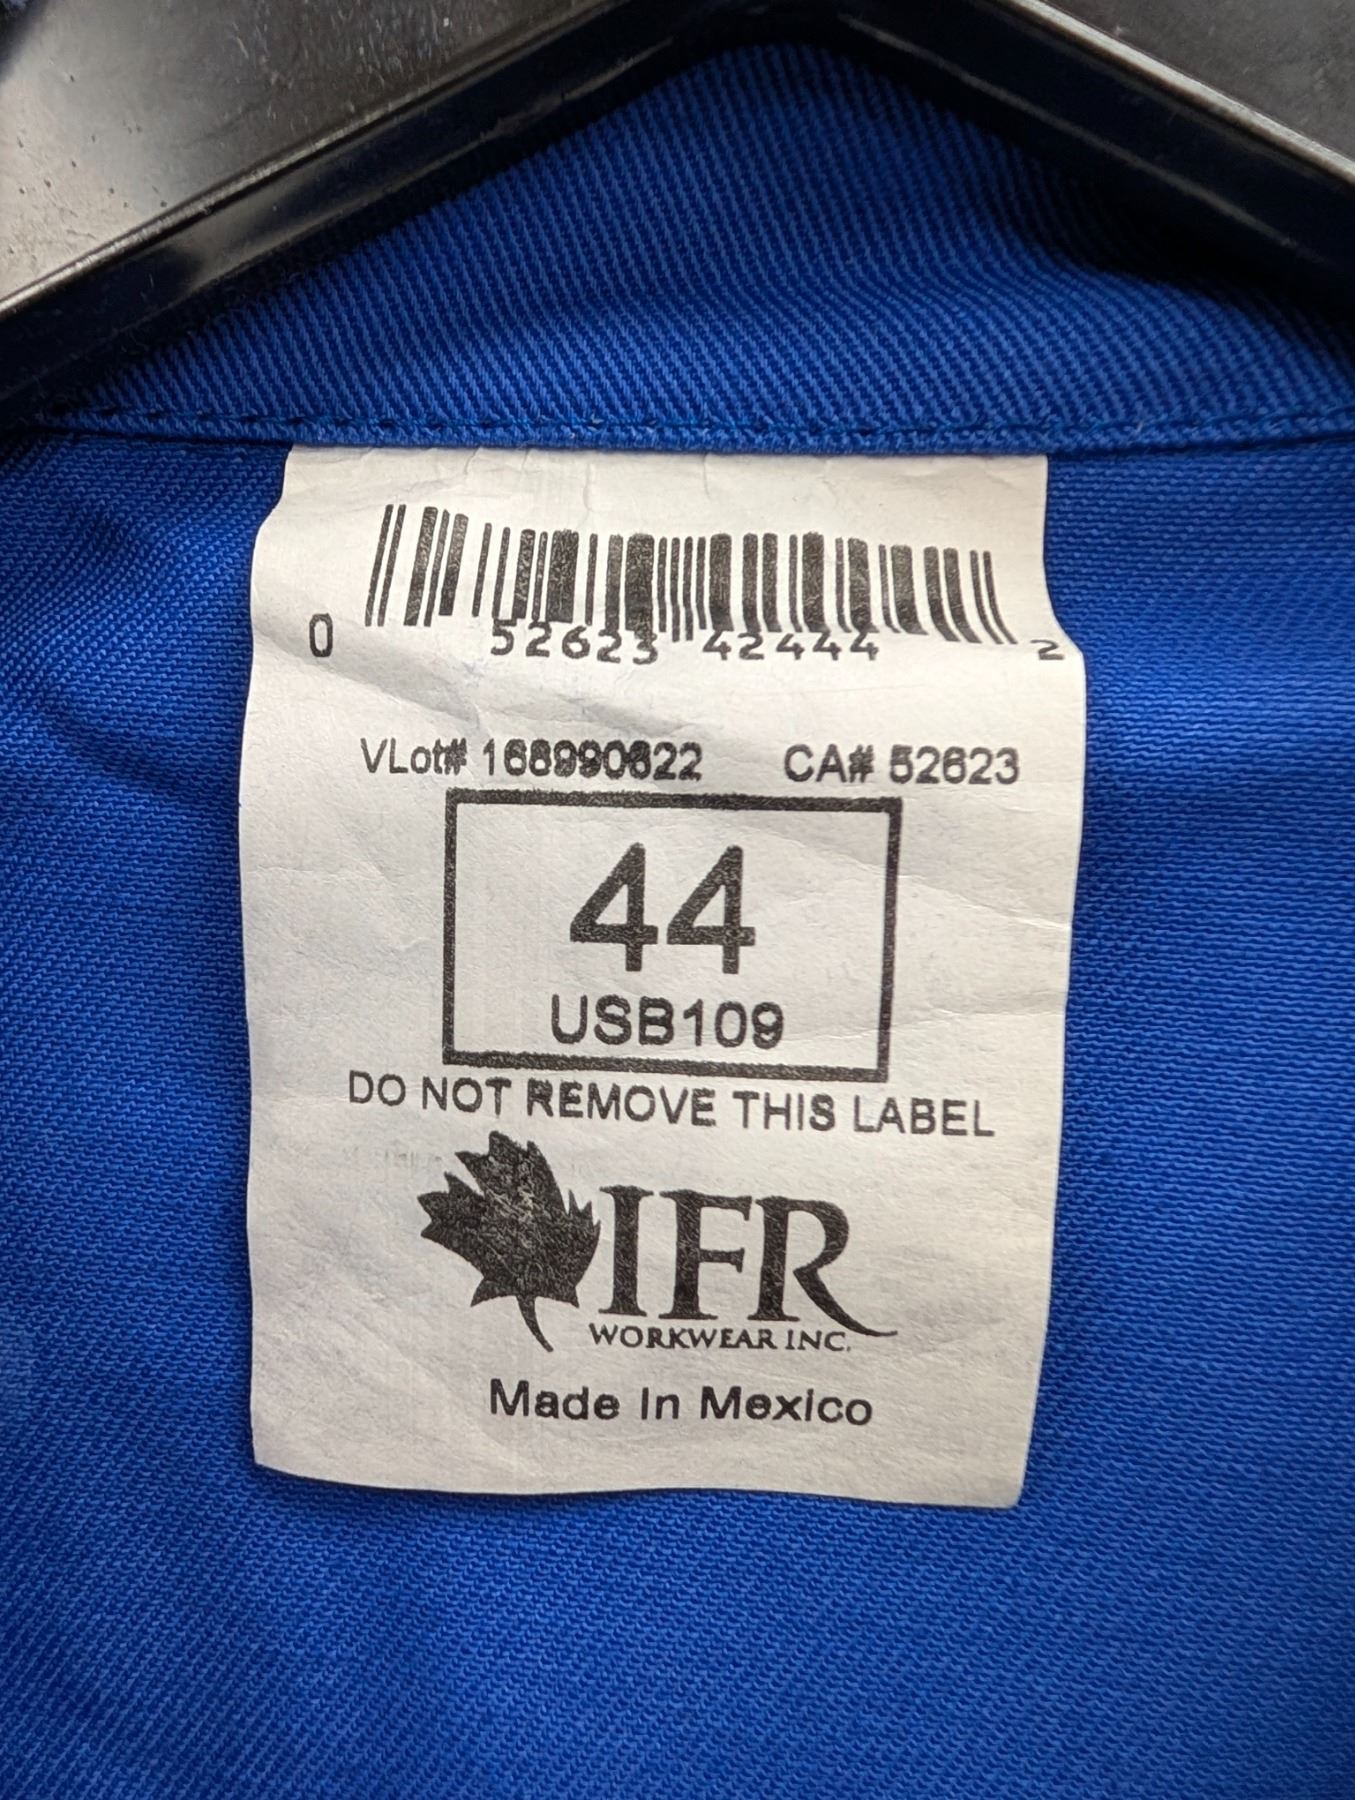 0 52623 42444 2
VLot# 168990622 CA# 52623
44
USB109
DO NOT REMOVE THIS LABEL
IFR
WORKWEAR INC.
Made In Mexico